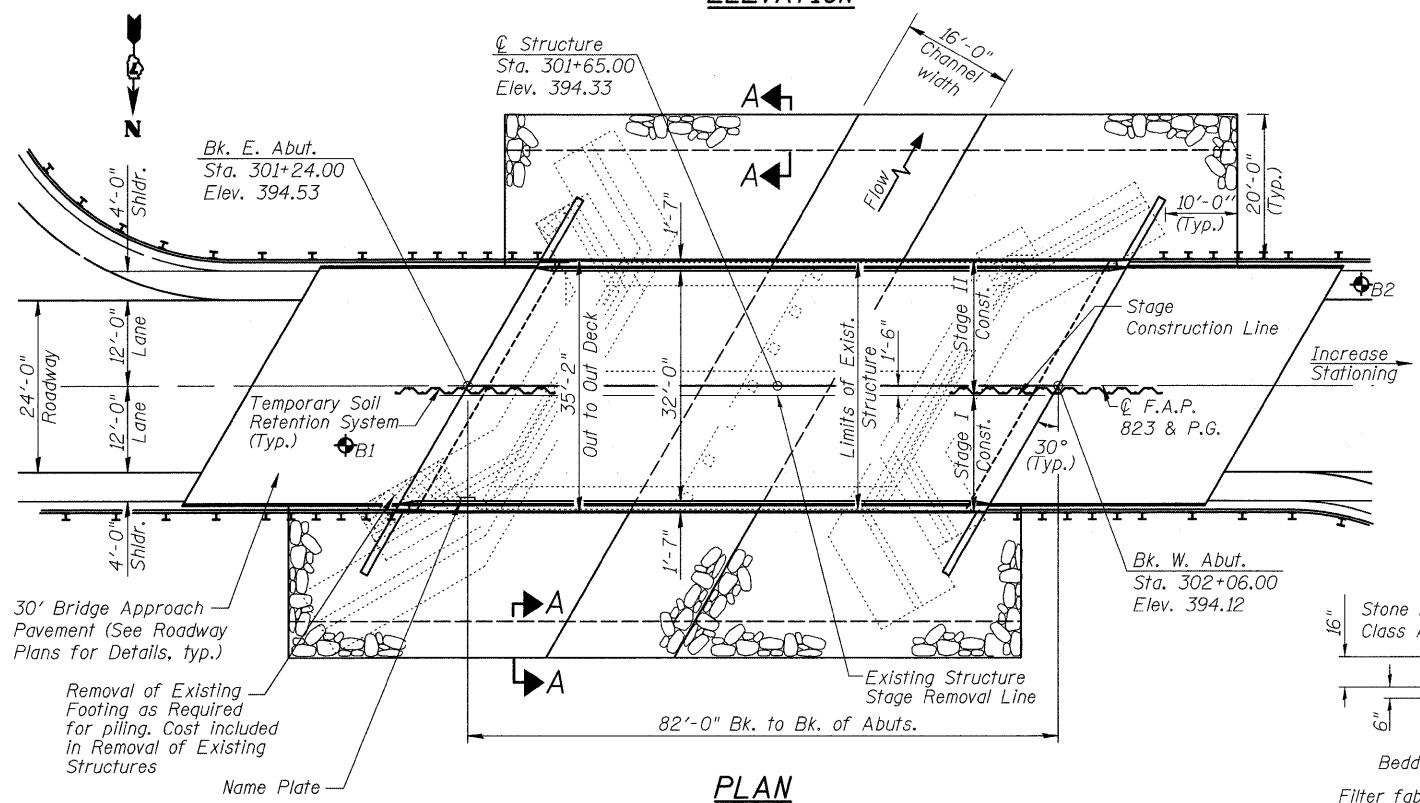 ELEVATION
N
℄ Structure
Sta. 301+65.00
Elev. 394.33
16'-0"
Channel
width
A
A
Bk. E. Abut.
Sta. 301+24.00
Elev. 394.53
4'-0"
Shldr.
1'-7"
Flow
10'-0"
(Typ.)
20'-0"
(Typ.)
B2
24'-0"
Roadway
12'-0"
Lane
12'-0"
Lane
4'-0"
Shldr.
Temporary Soil
Retention System
(Typ.)
B1
35'-2"
Out to Out Deck
32'-0"
Limits of Exist.
Structure
1'-6"
Stage II
Const.
Stage I
Const.
Stage
Construction Line
Increase
Stationing
℄ F.A.P.
823 & P.G.
30°
(Typ.)
1'-7"
Bk. W. Abut.
Sta. 302+06.00
Elev. 394.12
30' Bridge Approach
Pavement (See Roadway
Plans for Details, typ.)
A
A
Removal of Existing
Footing as Required
for piling. Cost included
in Removal of Existing
Structures
Name Plate
Existing Structure
Stage Removal Line
82'-0" Bk. to Bk. of Abuts.
PLAN
Stone
Class
16"
6"
Bedd
Filter fab